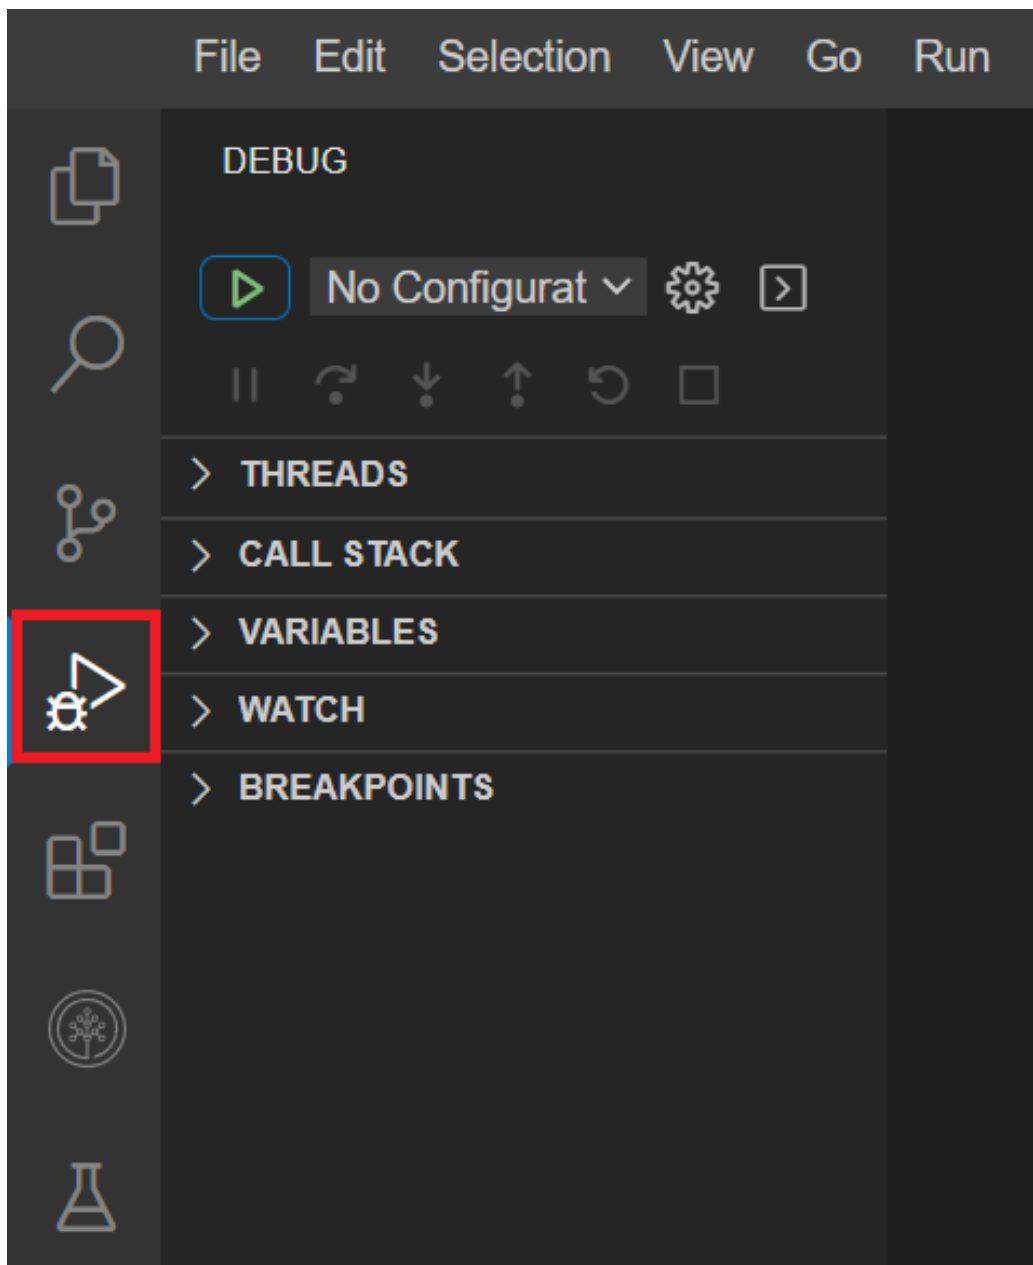 File Edit Selection View Go Run
DEBUG
No Configurat
THREADS
CALL STACK
VARIABLES
WATCH
BREAKPOINTS